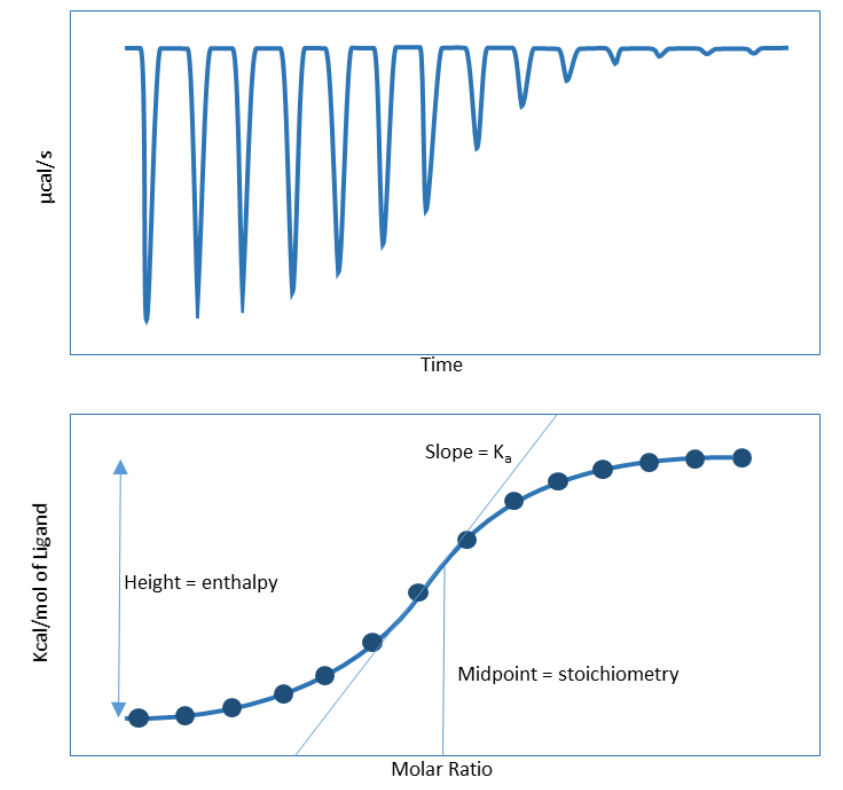 µcal/s
Time
Slope = Ka
Height = enthalpy
Kcal/mol of Ligand
Midpoint = stoichiometry
Molar Ratio